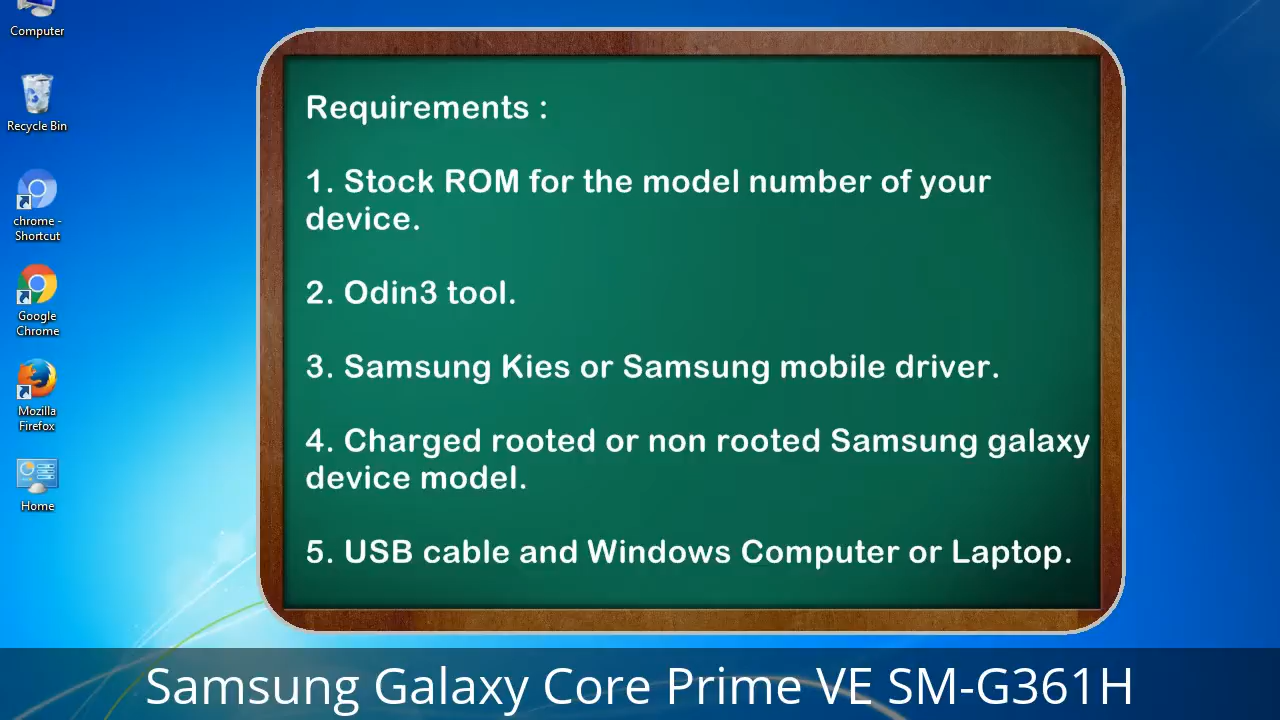 Computer
Recycle Bin
chrome -
Shortcut
Google
Chrome
Mozilla
Firefox
Home
Requirements :
1. Stock ROM for the model number of your
device.
2. Odin3 tool.
3. Samsung Kies or Samsung mobile driver.
4. Charged rooted or non rooted Samsung galaxy
device model.
5. USB cable and Windows Computer or Laptop.
Samsung Galaxy Core Prime VE SM-G361H